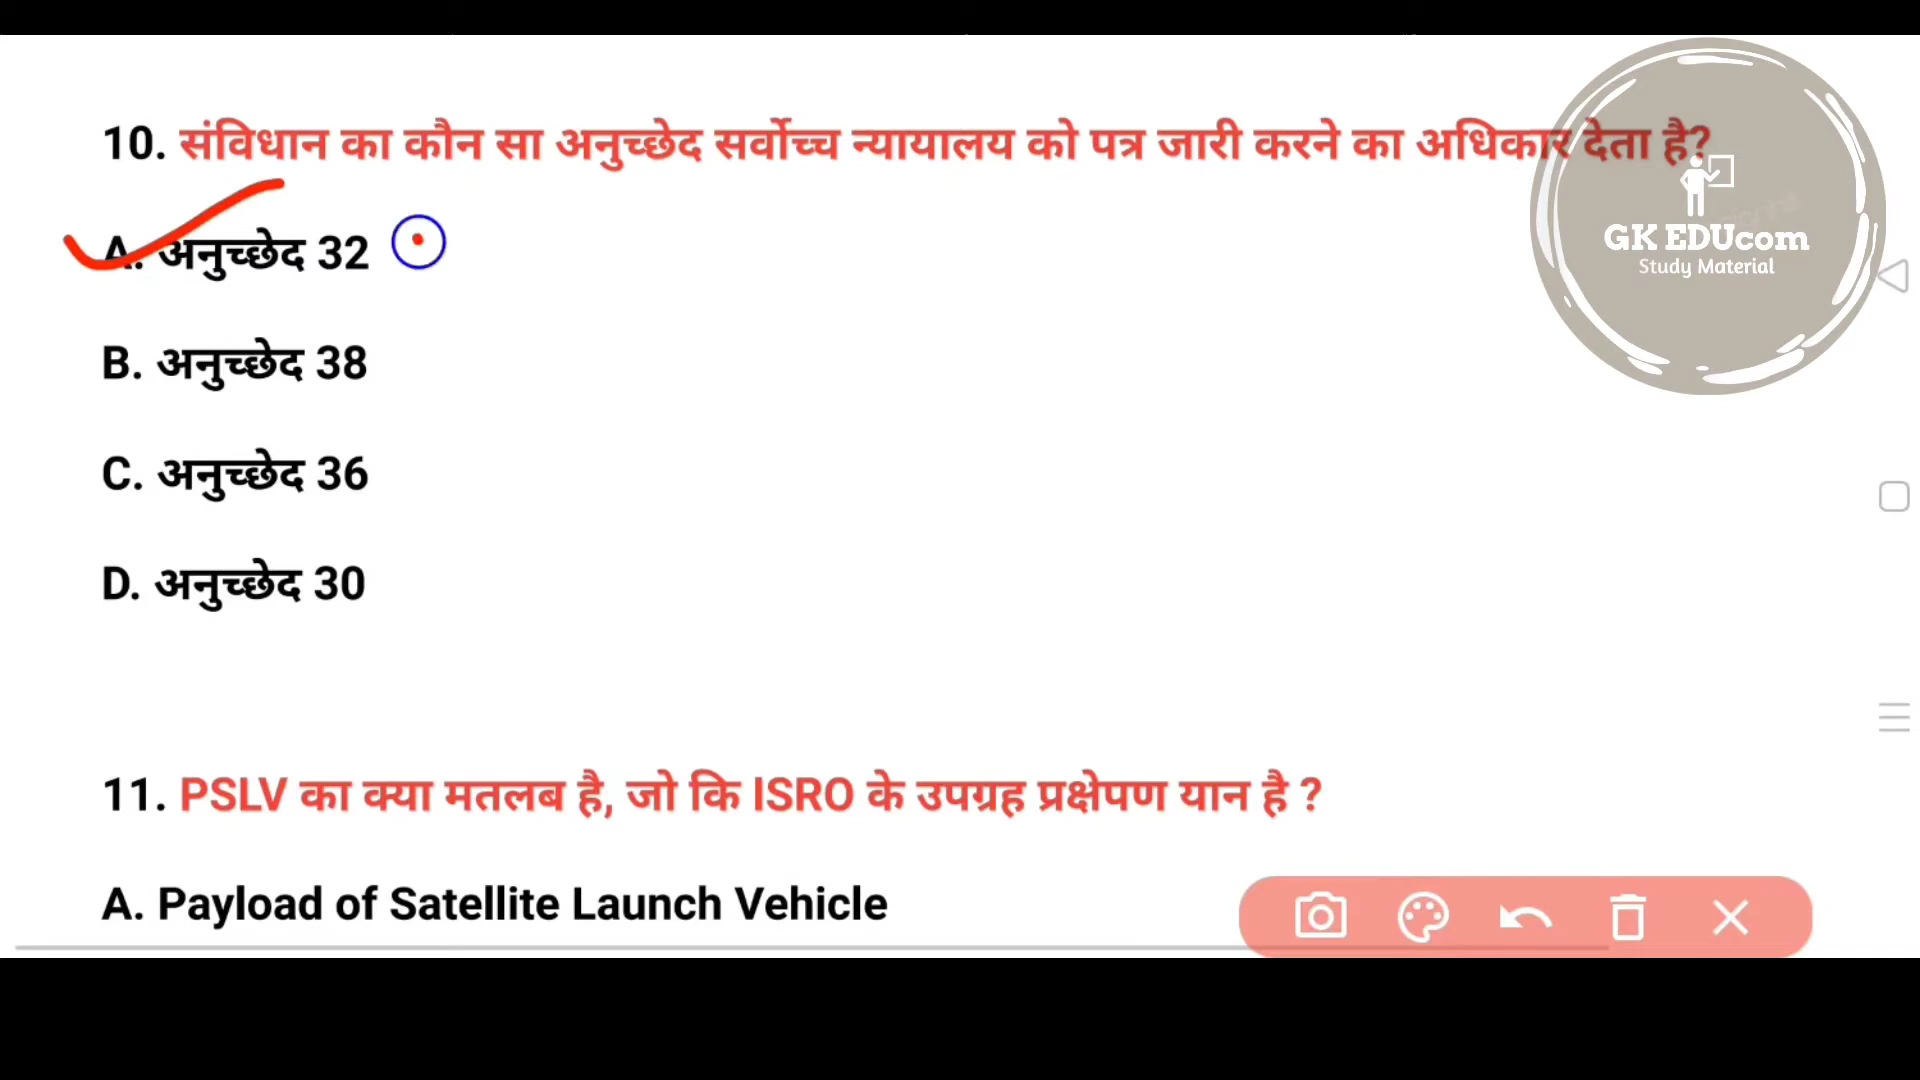 10. संविधान का कौन सा अनुच्छेद सर्वोच्च न्यायालय को पत्र जारी करने का अधिकार देता है?
A. अनुच्छेद 32
GK EDUcom
Study Material
B. अनुच्छेद 38
C. अनुच्छेद 36
D. अनुच्छेद 30
11. PSLV का क्या मतलब है, जो कि ISRO के उपग्रह प्रक्षेपण यान है ?
A. Payload of Satellite Launch Vehicle